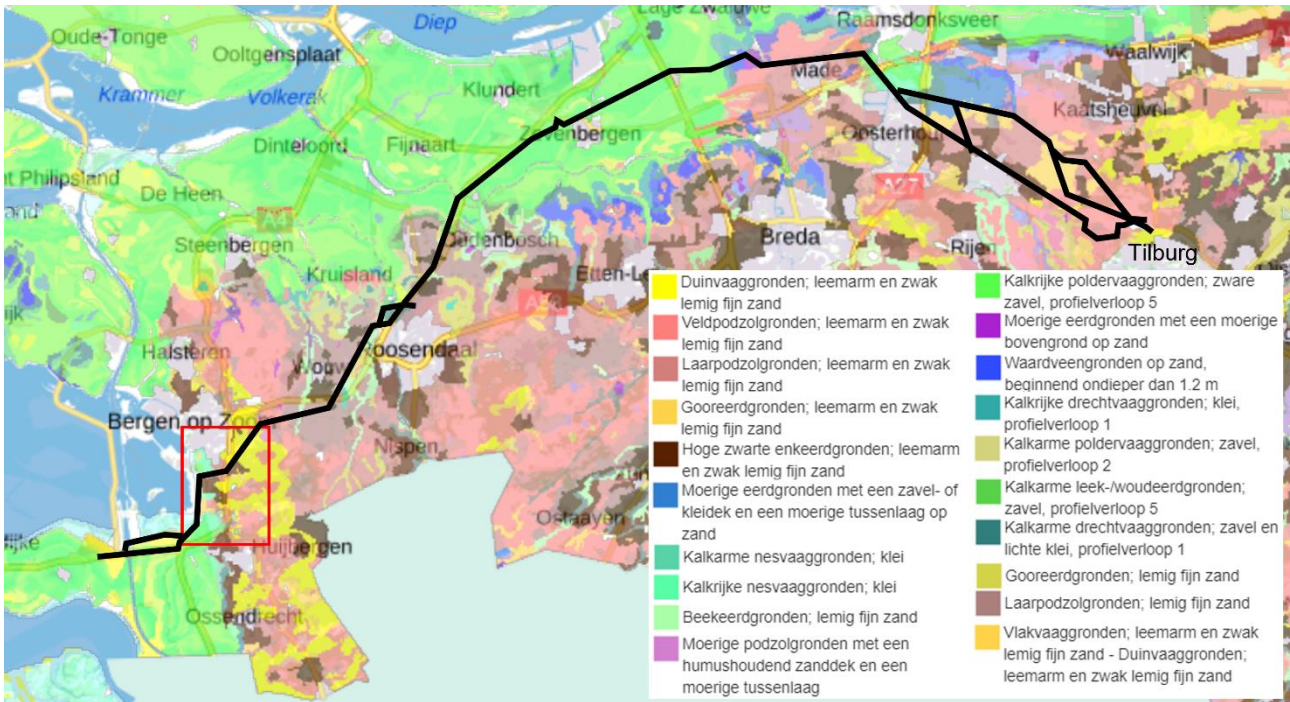 Oude-Tonge
Ooltgensplaat
Diep
Lage Zwaluwe
Raamsdonksveer
Waalwijk
Krammer
Volkerak
Klundert
Made
Kaatsheuvel
Dinteloord
Fijnaart
Zevenbergen
Oosterhout
Philipsland
De Heen
A27
Steenbergen
Oudenbosch
Breda
Rijen
Tilburg
Kruisland
Etten-Le
Halsteren
Wouw
Roosendaal
Bergen op Zoom
Nispen
Ostaayen
Huijbergen
Ossendrecht
Duinvaaggronden; leemarm en zwak
lemig fijn zand
Veldpodzolgronden; leemarm en zwak
lemig fijn zand
Laarpodzolgronden; leemarm en zwak
lemig fijn zand
Gooreerdgronden; leemarm en zwak
lemig fijn zand
Hoge zwarte enkeerdgronden; leemarm
en zwak lemig fijn zand
Moerige eerdgronden met een zavel- of
kleidek en een moerige tussenlaag op
zand
Kalkarme nesvaaggronden; klei
Kalkrijke nesvaaggronden; klei
Beekeerdgronden; lemig fijn zand
Moerige podzolgronden met een
humushoudend zanddek en een
moerige tussenlaag
Kalkrijke poldervaaggronden; zware
zavel, profielverloop 5
Moerige eerdgronden met een moerige
bovengrond op zand
Waardveengronden op zand,
beginnend ondieper dan 1.2 m
Kalkrijke drechtvaaggronden; klei,
profielverloop 1
Kalkarme poldervaaggronden; zavel,
profielverloop 2
Kalkarme leek-/woudeerdgronden;
zavel, profielverloop 5
Kalkarme drechtvaaggronden; zavel en
lichte klei, profielverloop 1
Gooreerdgronden; lemig fijn zand
Laarpodzolgronden; lemig fijn zand
Vlakvaaggronden; leemarm en zwak
lemig fijn zand - Duinvaaggronden;
leemarm en zwak lemig fijn zand